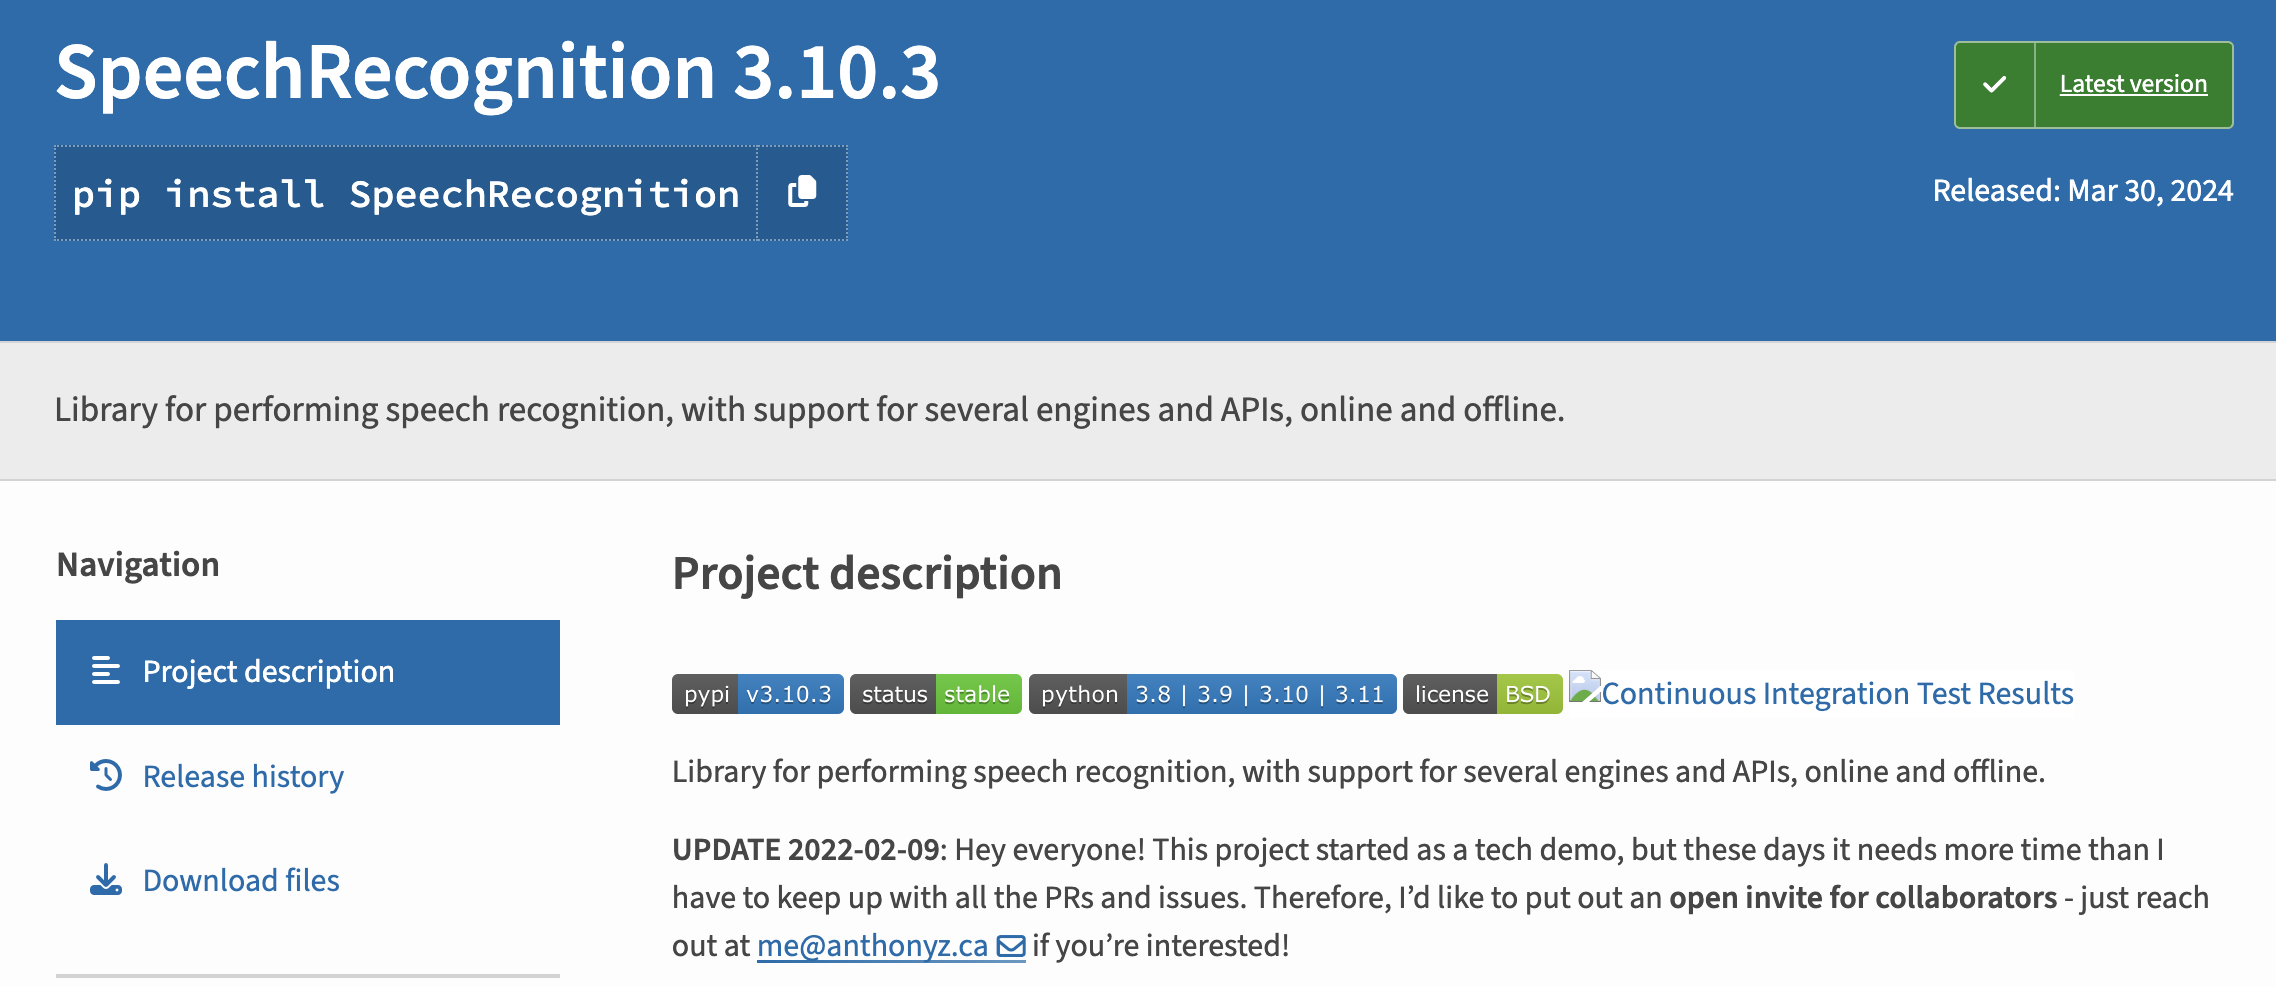 SpeechRecognition 3.10.3
pip install SpeechRecognition
Latest version
Released: Mar 30, 2024
Library for performing speech recognition, with support for several engines and APIs, online and offline.
Navigation
Project description
Release history
Download files
Project description
pypi v3.10.3 status stable python 3.8 | 3.9 | 3.10 | 3.11 license BSD Continuous Integration Test Results
Library for performing speech recognition, with support for several engines and APIs, online and offline.
UPDATE 2022-02-09: Hey everyone! This project started as a tech demo, but these days it needs more time than I
have to keep up with all the PRs and issues. Therefore, I’d like to put out an open invite for collaborators - just reach
out at me@anthonyz.ca if you’re interested!